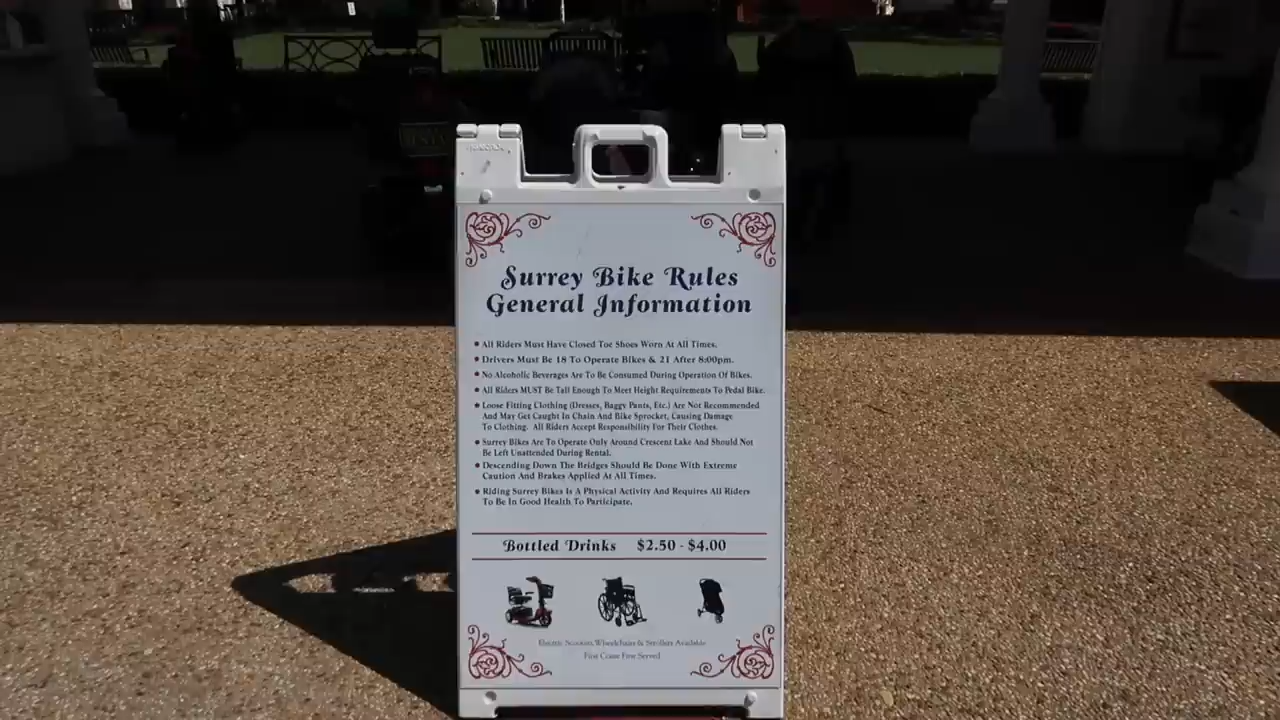 Surrey Bike Rules
General Information
• All Riders Must Have Closed Toe Shoes Worn At All Times.
• Drivers Must Be 18 To Operate Bikes & 21 After 8:00pm.
• No Alcoholic Beverages Are To Be Consumed During Operation Of Bikes.
• All Riders MUST Be Tall Enough To Meet Height Requirements To Pedal Bike.
• Loose Fitting Clothing (Dresses, Baggy Pants, Etc.) Are Not Recommended
And May Get Caught In Chain And Bike Sprocket, Causing Damage
To Clothing. All Riders Accept Responsibility For Their Clothes.
• Surrey Bikes Are To Operate Only Around Crescent Lake And Should Not
Be Left Unattended During Rental.
• Descending Down The Bridges Should Be Done With Extreme
Caution And Brakes Applied At All Times.
• Riding Surrey Bikes Is A Physical Activity And Requires All Riders
To Be In Good Health To Participate.
Bottled Drinks $2.50 - $4.00
Electric Scooters, Wheelchairs & Strollers Available
First Come First Served